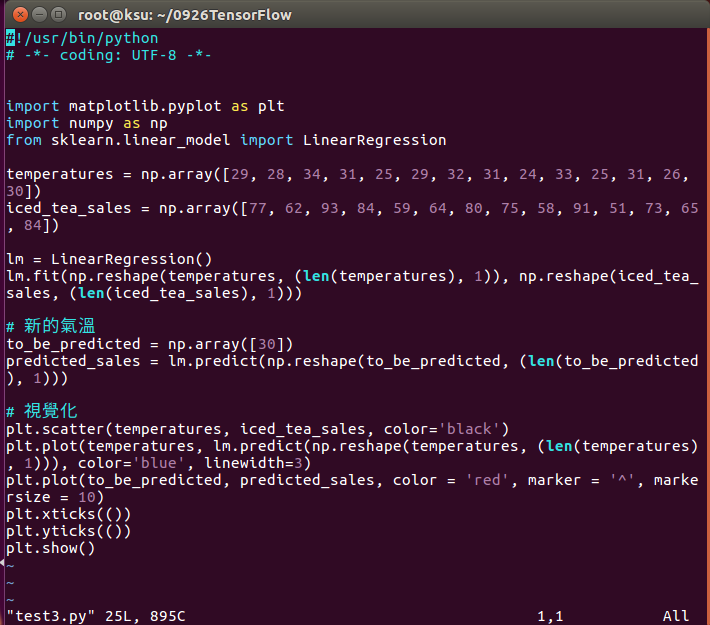 root@ksu: ~/0926TensorFlow
#!/usr/bin/python
# -*- coding: UTF-8 -*-
import matplotlib.pyplot as plt
import numpy as np
from sklearn.linear_model import LinearRegression
temperatures = np.array([29, 28, 34, 31, 25, 29, 32, 31, 24, 33, 25, 31, 26,
30])
iced_tea_sales = np.array([77, 62, 93, 84, 59, 64, 80, 75, 58, 91, 51, 73, 65
, 84])
lm = LinearRegression()
lm.fit(np.reshape(temperatures, (len(temperatures), 1)), np.reshape(iced_tea_
sales, (len(iced_tea_sales), 1)))
# 新的氣溫
to_be_predicted = np.array([30])
predicted_sales = lm.predict(np.reshape(to_be_predicted, (len(to_be_predicted
), 1)))
# 視覺化
plt.scatter(temperatures, iced_tea_sales, color='black')
plt.plot(temperatures, lm.predict(np.reshape(temperatures, (len(temperatures)
, 1))), color='blue', linewidth=3)
plt.plot(to_be_predicted, predicted_sales, color = 'red', marker = '^', marke
rsize = 10)
plt.xticks(())
plt.yticks(())
plt.show()
~
~
~
"test3.py" 25L, 895C 1,1 All